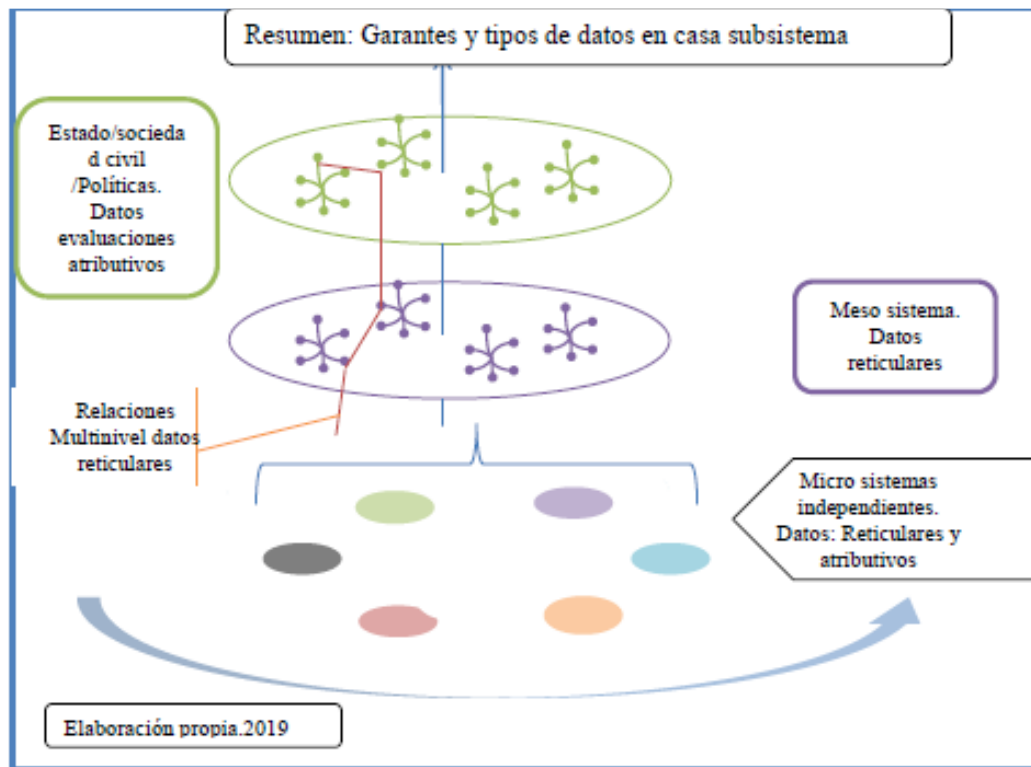 Resumen: Garantes y tipos de datos en casa subsistema
Estado/socieda
d civil
/Políticas.
Datos
evaluaciones
atributivos
Meso sistema.
Datos
reticulares
Relaciones
Multinivel datos
reticulares
Micro sistemas
independientes.
Datos: Reticulares y
atributivos
Elaboración propia.2019